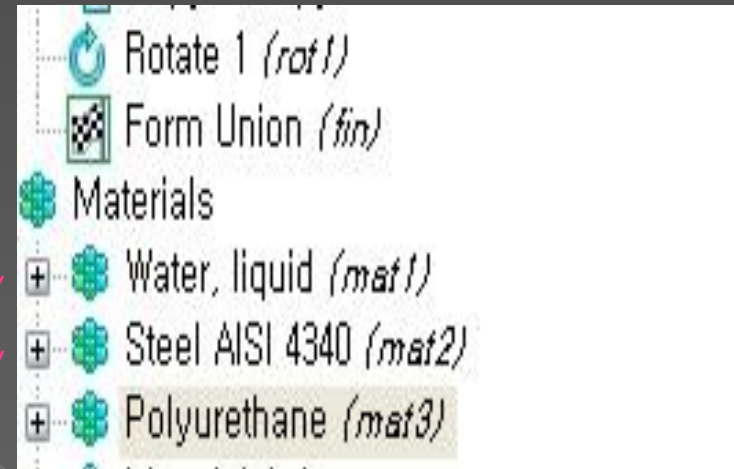 Rotate 1 (rot1)
Form Union (fin)
Materials
Water, liquid (mat1)
Steel AISI 4340 (mat2)
Polyurethane (mat3)